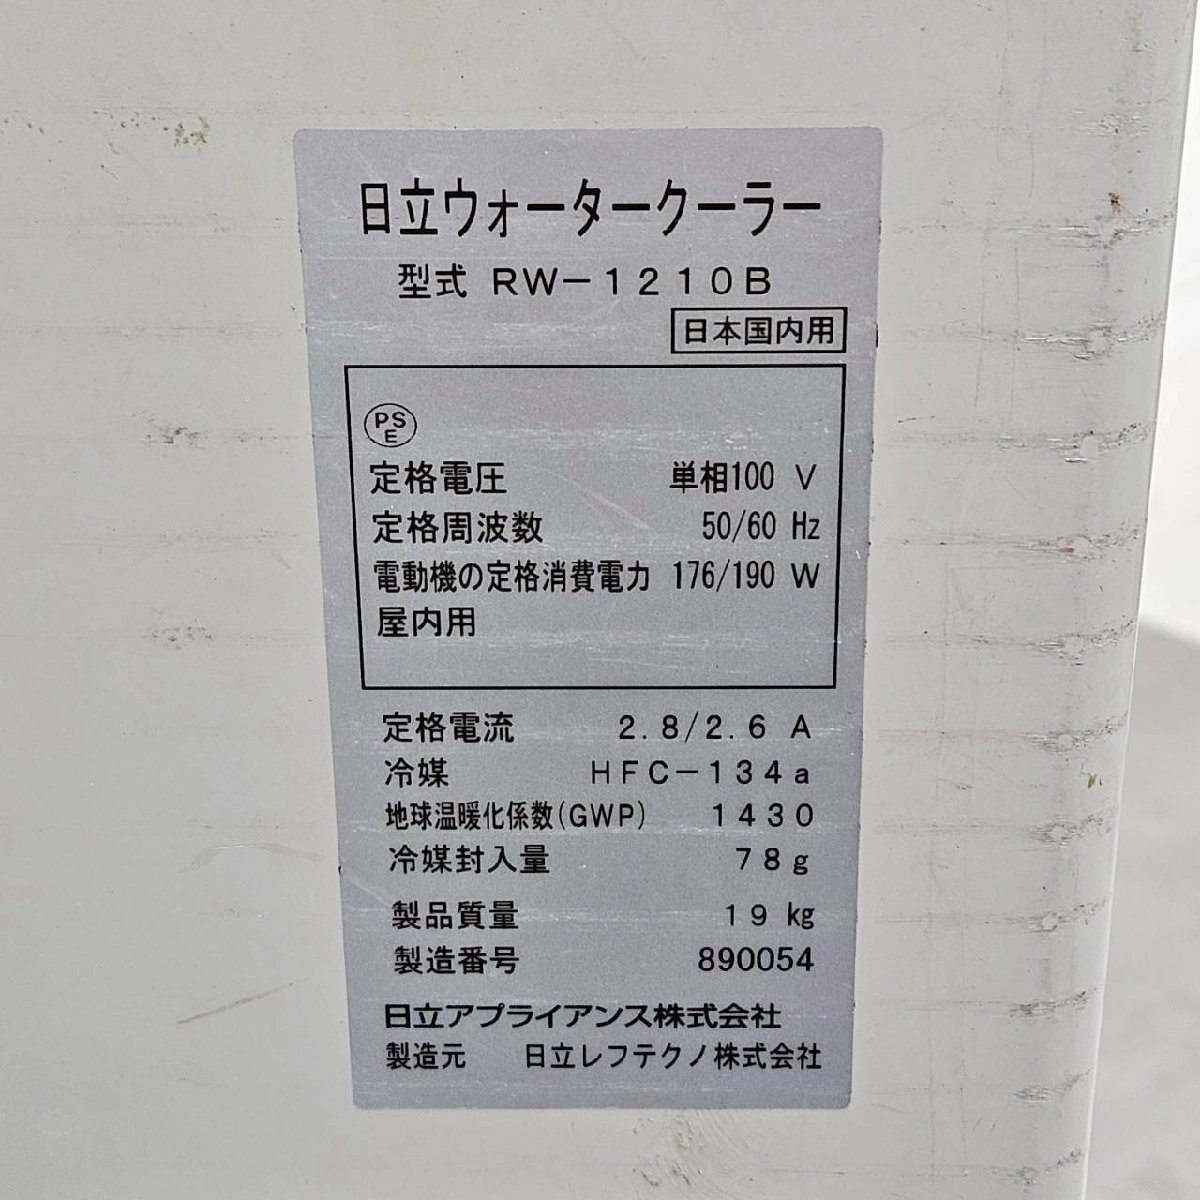 日立ウォータークーラー
型式 RW-1210B
日本国内用
PS
E
定格電圧 単相100 V
定格周波数 50/60 Hz
電動機の定格消費電力 176/190 W
屋内用
定格電流 2.8/2.6 A
冷媒 HFC-134a
地球温暖化係数(GWP) 1430
冷媒封入量 78g
製品質量 19 kg
製造番号 890054
日立アプライアンス株式会社
製造元 日立レフテクノ株式会社